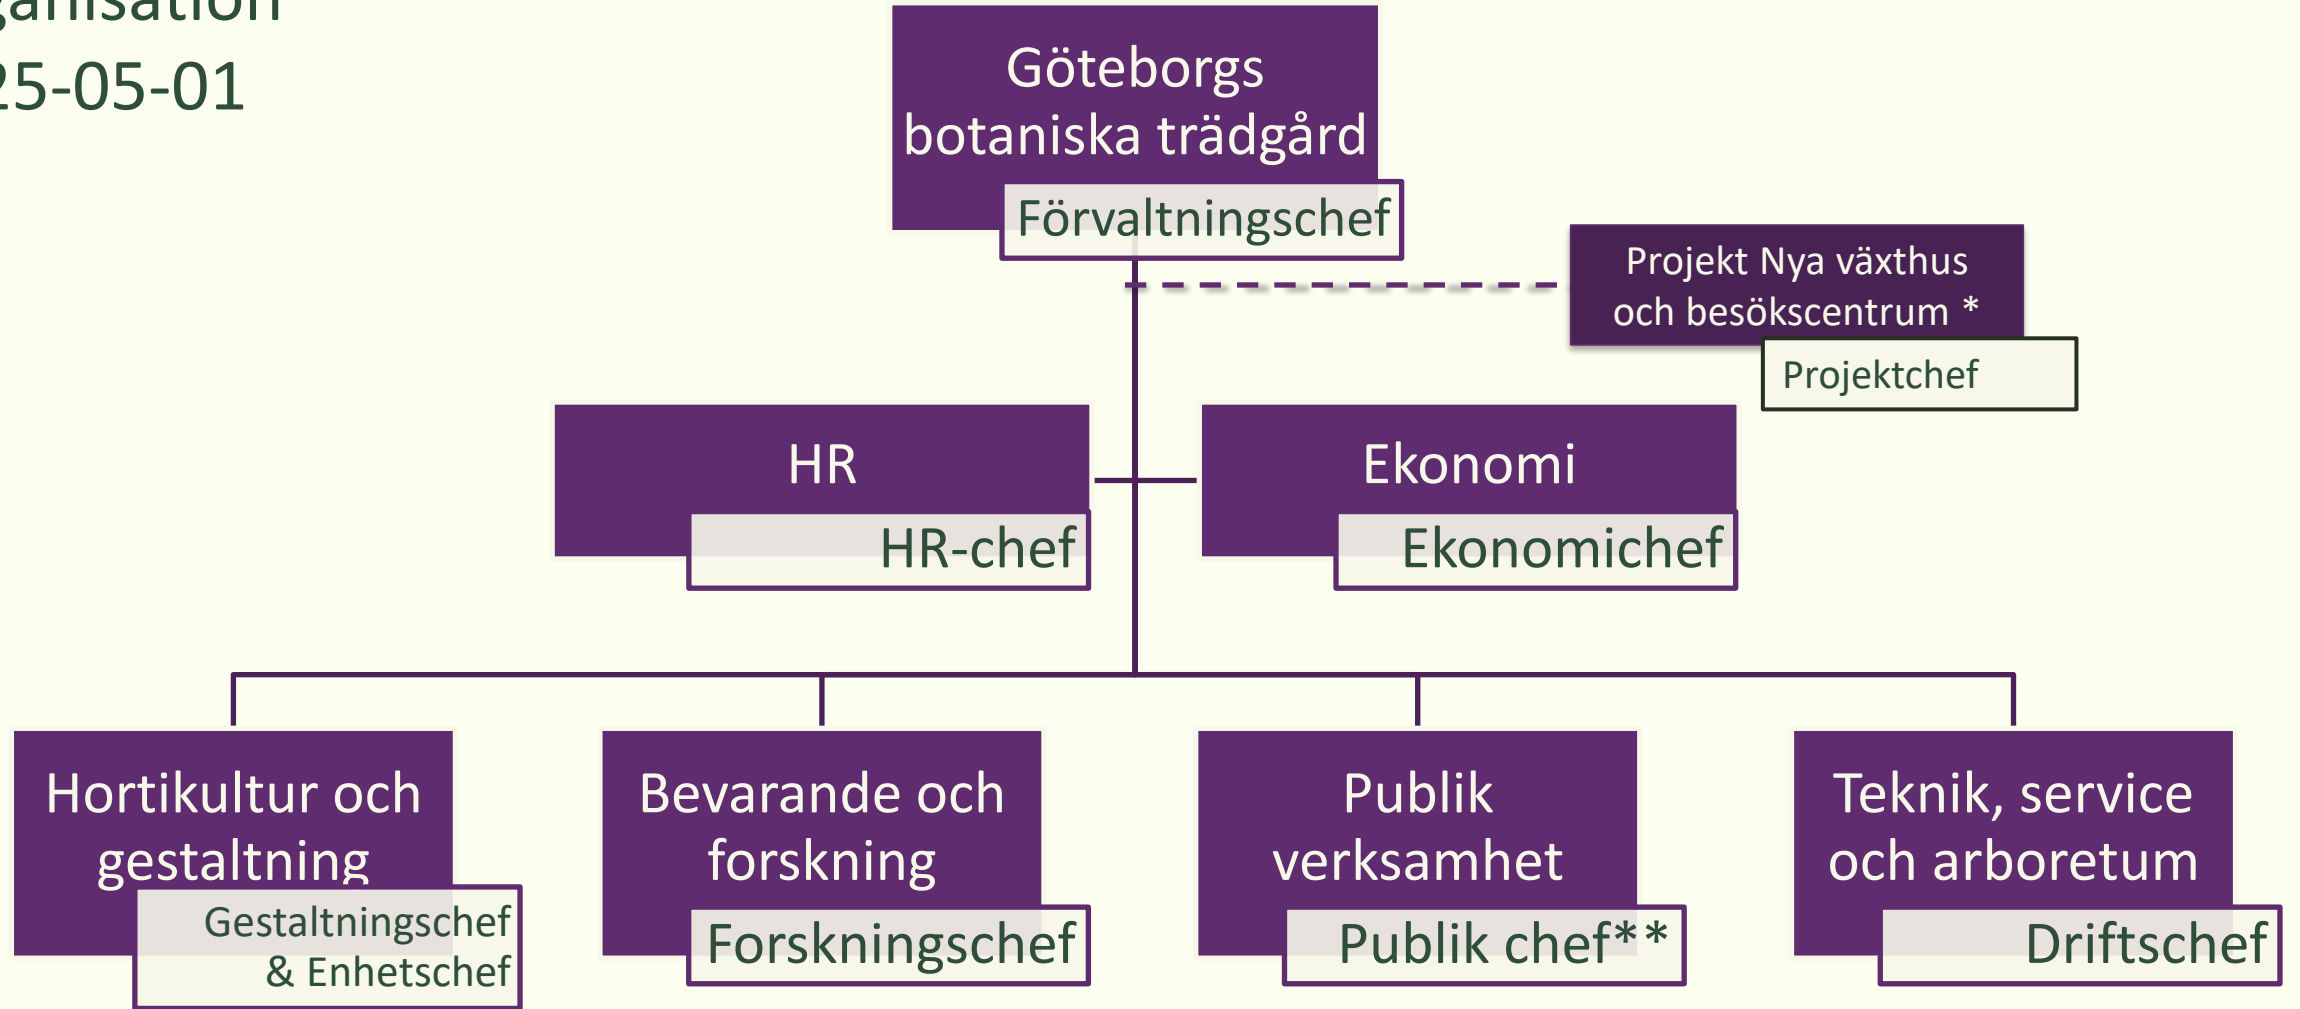 ganisation
25-05-01
Göteborgs
botaniska trädgård
Förvaltningschef
Projekt Nya växthus
och besökscentrum *
Projektchef
HR
HR-chef
Ekonomi
Ekonomichef
Hortikultur och
gestaltning
Gestaltningschef
& Enhetschef
Bevarande och
forskning
Forskningschef
Publik
verksamhet
Publik chef**
Teknik, service
och arboretum
Driftschef